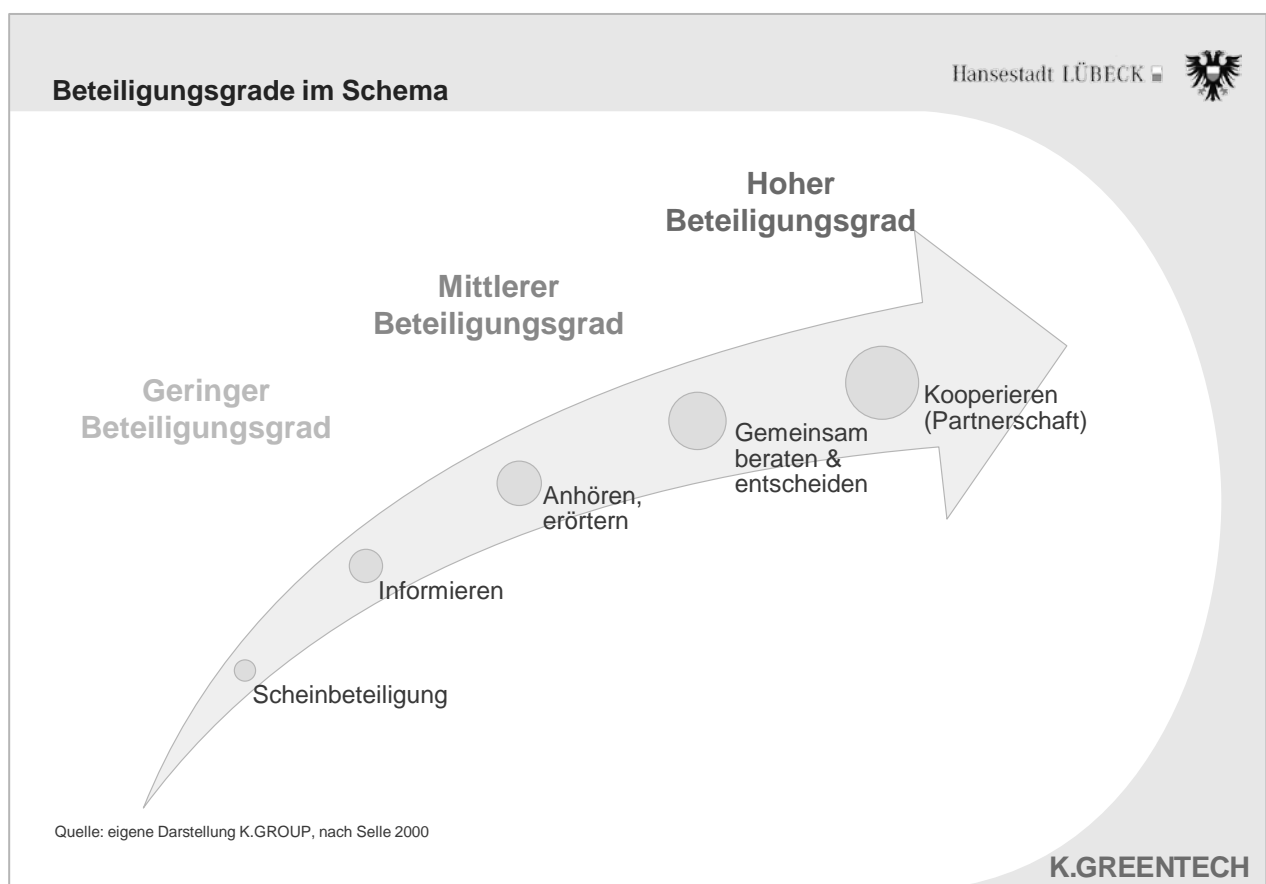 Beteiligungsgrade im Schema
Hansestadt LÜBECK
Hoher
Beteiligungsgrad
Mittlerer
Beteiligungsgrad
Geringer
Beteiligungsgrad
Kooperieren
(Partnerschaft)
Gemeinsam
beraten &
entscheiden
Anhören,
erörtern
Informieren
Scheinbeteiligung
Quelle: eigene Darstellung K.GROUP, nach Selle 2000
K.GREENTECH